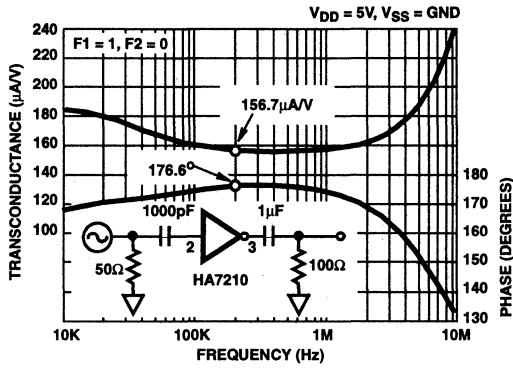 V_DD = 5V, V_SS = GND
F1 = 1, F2 = 0
TRANSCONDUCTANCE (µA/V)
240
220
200
180
160
140
120
100
156.7µA/V
176.6°
1000pF
1µF
2
3
50Ω
HA7210
100Ω
180
170
160
150
140
130
PHASE (DEGREES)
10K
100K
1M
10M
FREQUENCY (Hz)